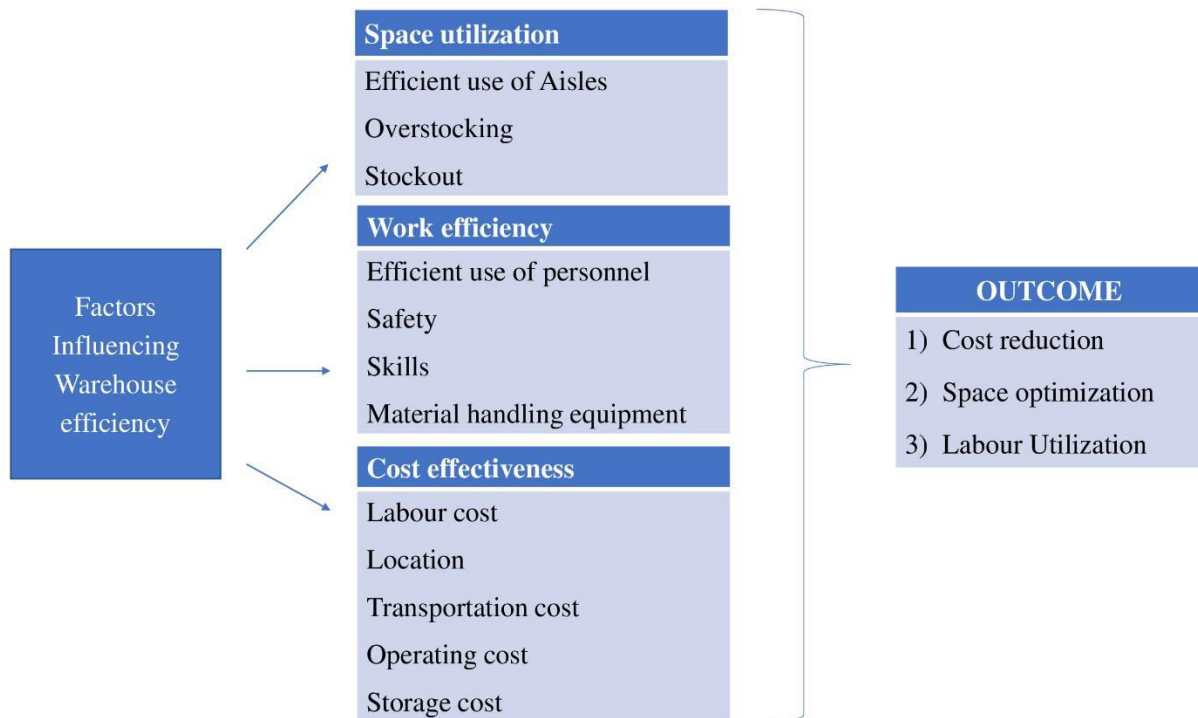 Factors
Influencing
Warehouse
efficiency
Space utilization
Efficient use of Aisles
Overstocking
Stockout
Work efficiency
Efficient use of personnel
Safety
Skills
Material handling equipment
Cost effectiveness
Labour cost
Location
Transportation cost
Operating cost
Storage cost
OUTCOME
1) Cost reduction
2) Space optimization
3) Labour Utilization